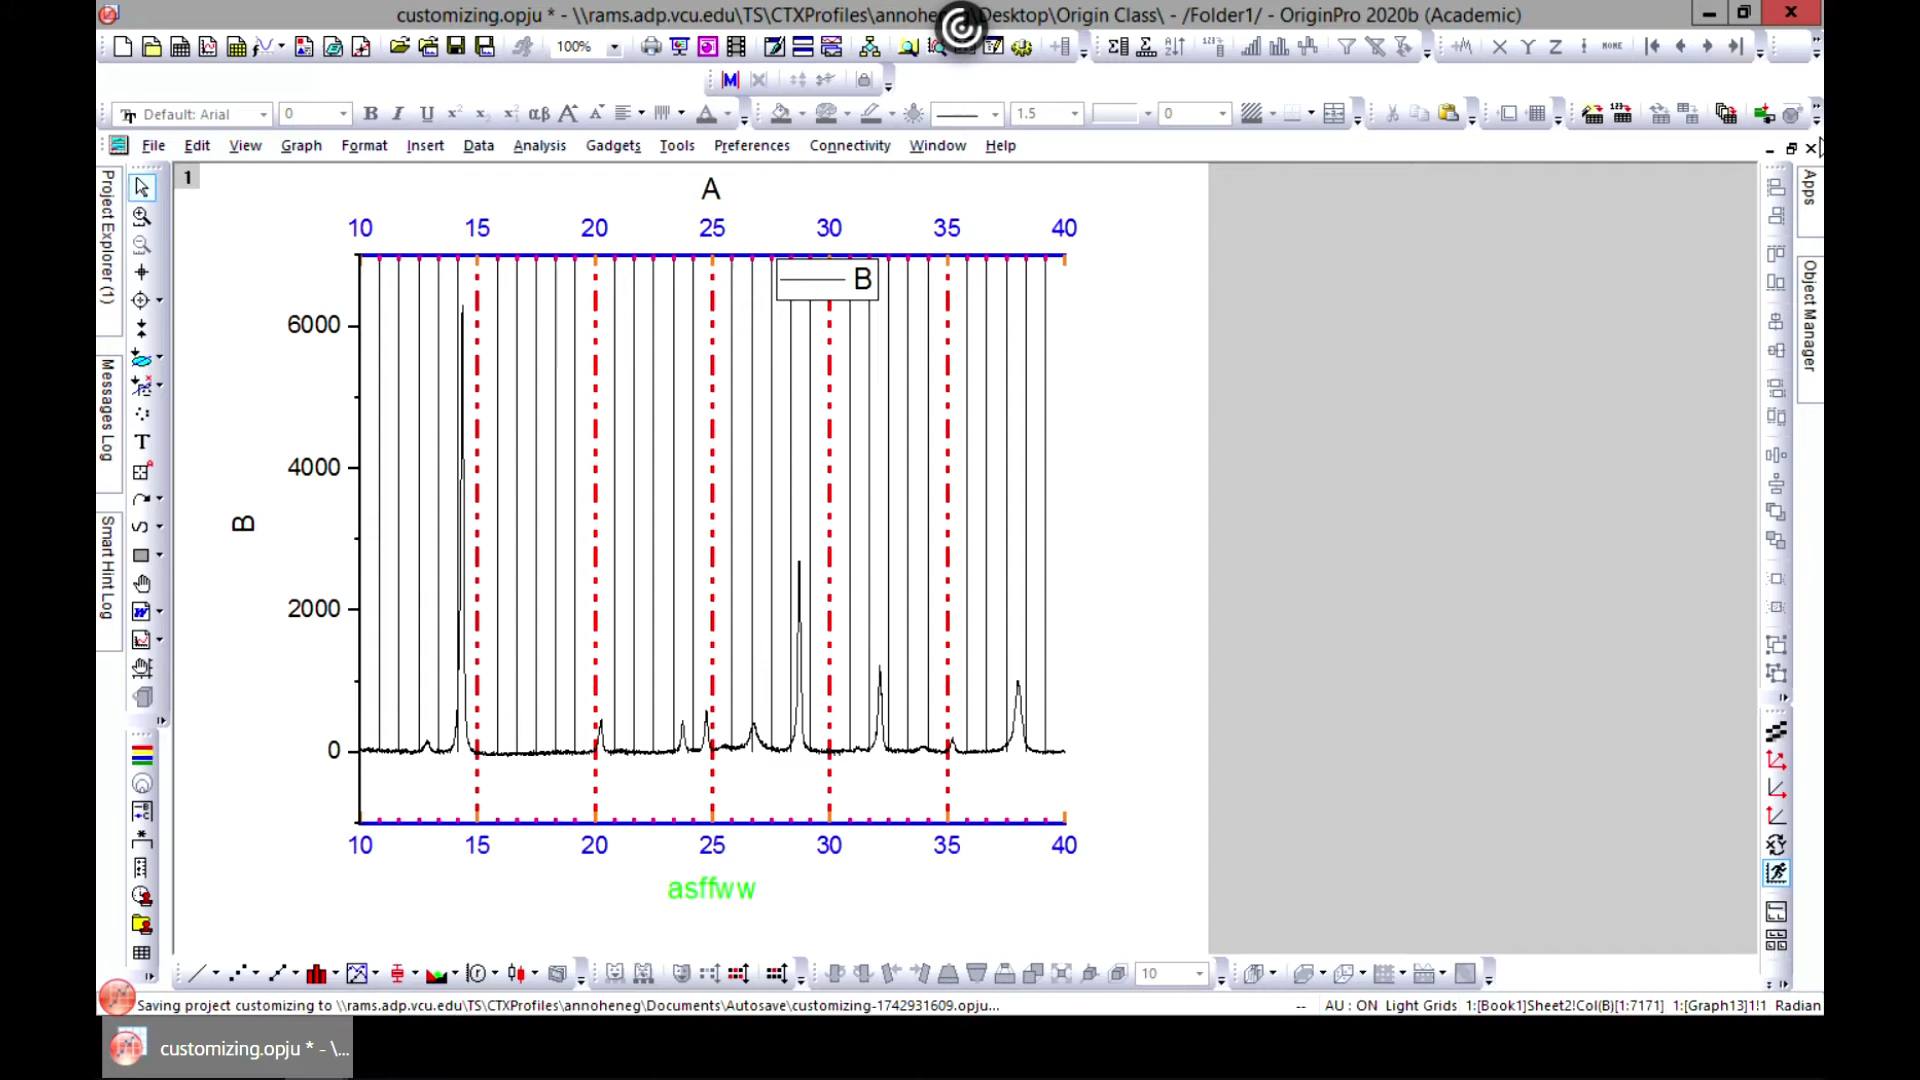 customizing.opju * - \\rams.adp.vcu.edu\TS\CTXProfiles\annoheneg\Desktop\Origin Class\ - /Folder1/ - OriginPro 2020b (Academic)
100%
X Y Z HOME
M
Default: Arial 0 B I U x² x₂ αβ A A A 1.5 0
File Edit View Graph Format Insert Data Analysis Gadgets Tools Preferences Connectivity Window Help
Project Explorer (1)
Messages Log
Smart Hint Log
Apps
Object Manager
T
1
A
10 15 20 25 30 35 40
B
6000
4000
2000
0
B
10 15 20 25 30 35 40
asffww
10
Saving project customizing to \\rams.adp.vcu.edu\TS\CTXProfiles\annoheneg\Documents\Autosave\customizing-1742931609.opju...
-- AU : ON Light Grids 1:[Book1]Sheet2!Col(B)[1:7171] 1:[Graph13]1!1 Radian
customizing.opju * - \...